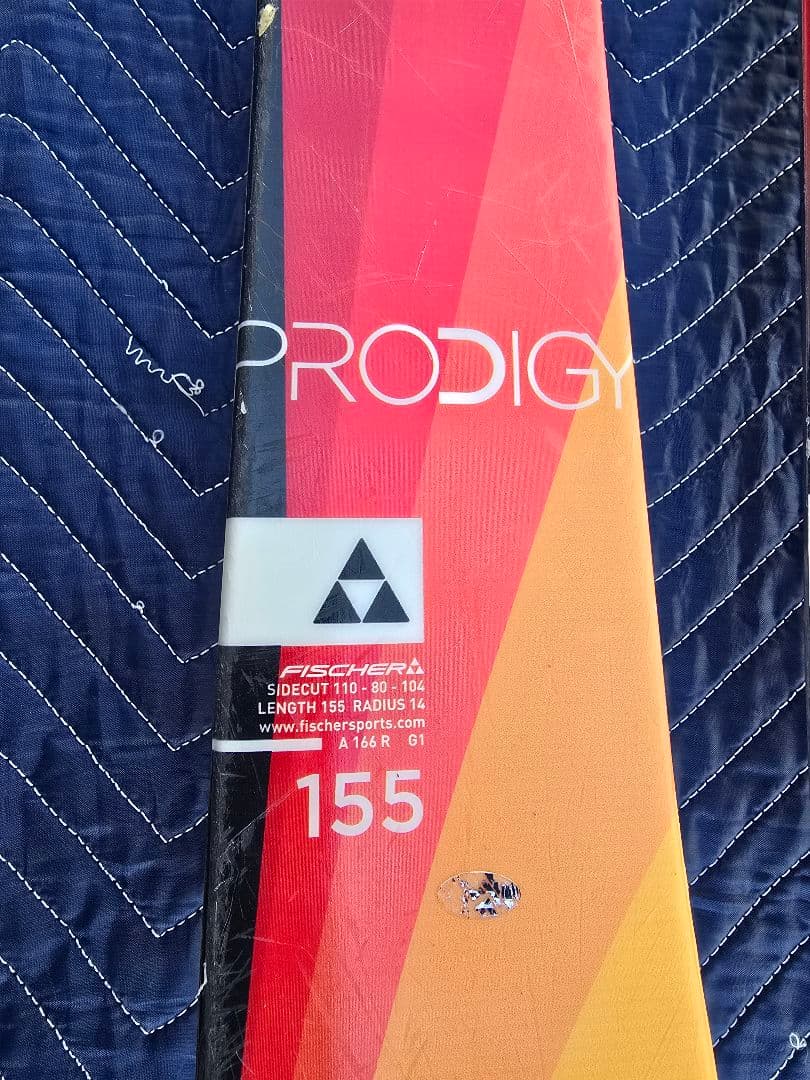 PRODIGY
FISCHER
SIDECUT 110 - 80 - 104
LENGTH 155 RADIUS 14
www.fischersports.com
A 166 R G1
155